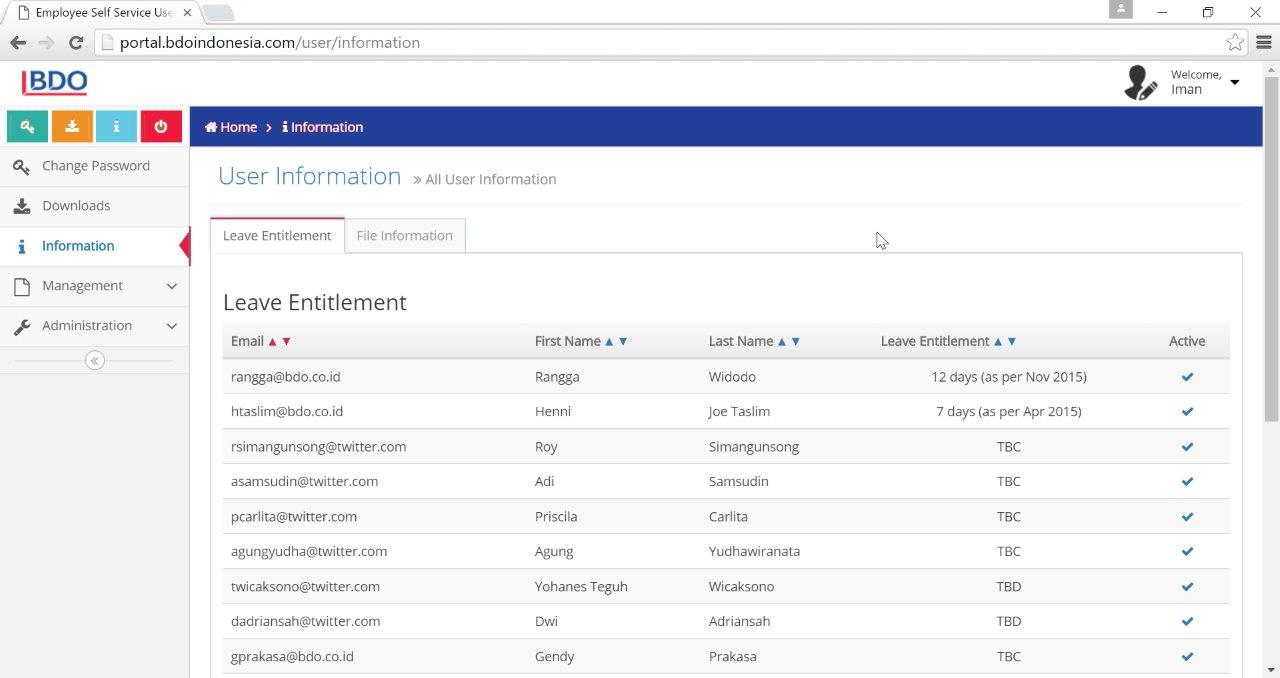 Employee Self Service Use
portal.bdoindonesia.com/user/information
BDO
Welcome,
Iman
Home > Information
Change Password
Downloads
Information
Management
Administration
User Information » All User Information
Leave Entitlement File Information
Leave Entitlement
Email First Name Last Name Leave Entitlement Active
rangga@bdo.co.id Rangga Widodo 12 days (as per Nov 2015)
htaslim@bdo.co.id Henni Joe Taslim 7 days (as per Apr 2015)
rsimangunsong@twitter.com Roy Simangunsong TBC
asamsudin@twitter.com Adi Samsudin TBC
pcarlita@twitter.com Priscila Carlita TBC
agungyudha@twitter.com Agung Yudhawiranata TBC
twicaksono@twitter.com Yohanes Teguh Wicaksono TBD
dadriansah@twitter.com Dwi Adriansah TBD
gprakasa@bdo.co.id Gendy Prakasa TBC